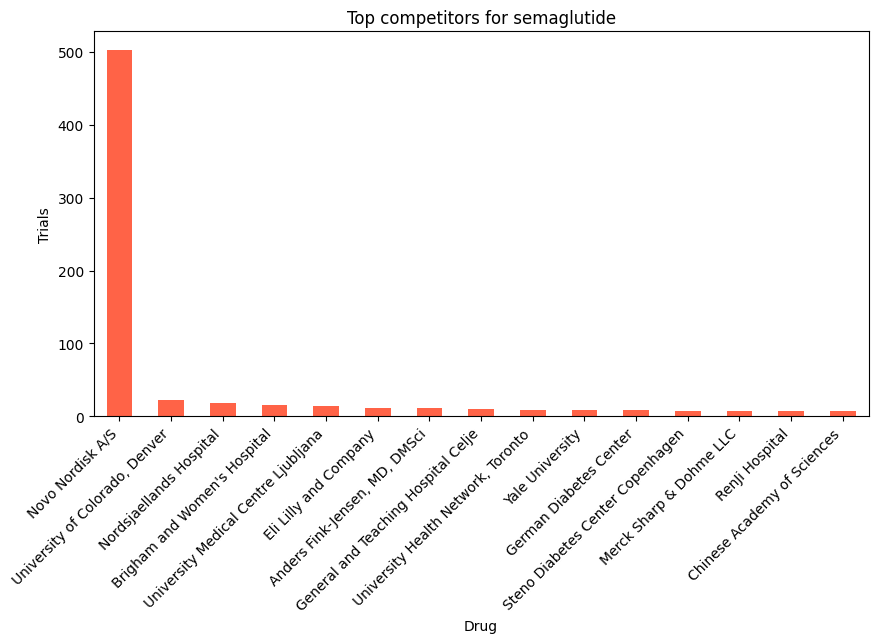 Top competitors for semaglutide
Trials
500
400
300
200
100
0
Novo Nordisk A/S
University of Colorado, Denver
Nordsjaellands Hospital
Brigham and Women's Hospital
University Medical Centre Ljubljana
Eli Lilly and Company
Anders Fink-Jensen, MD, DMSci
General and Teaching Hospital Celje
University Health Network, Toronto
Yale University
German Diabetes Center
Steno Diabetes Center Copenhagen
Merck Sharp & Dohme LLC
Renji Hospital
Chinese Academy of Sciences
Drug